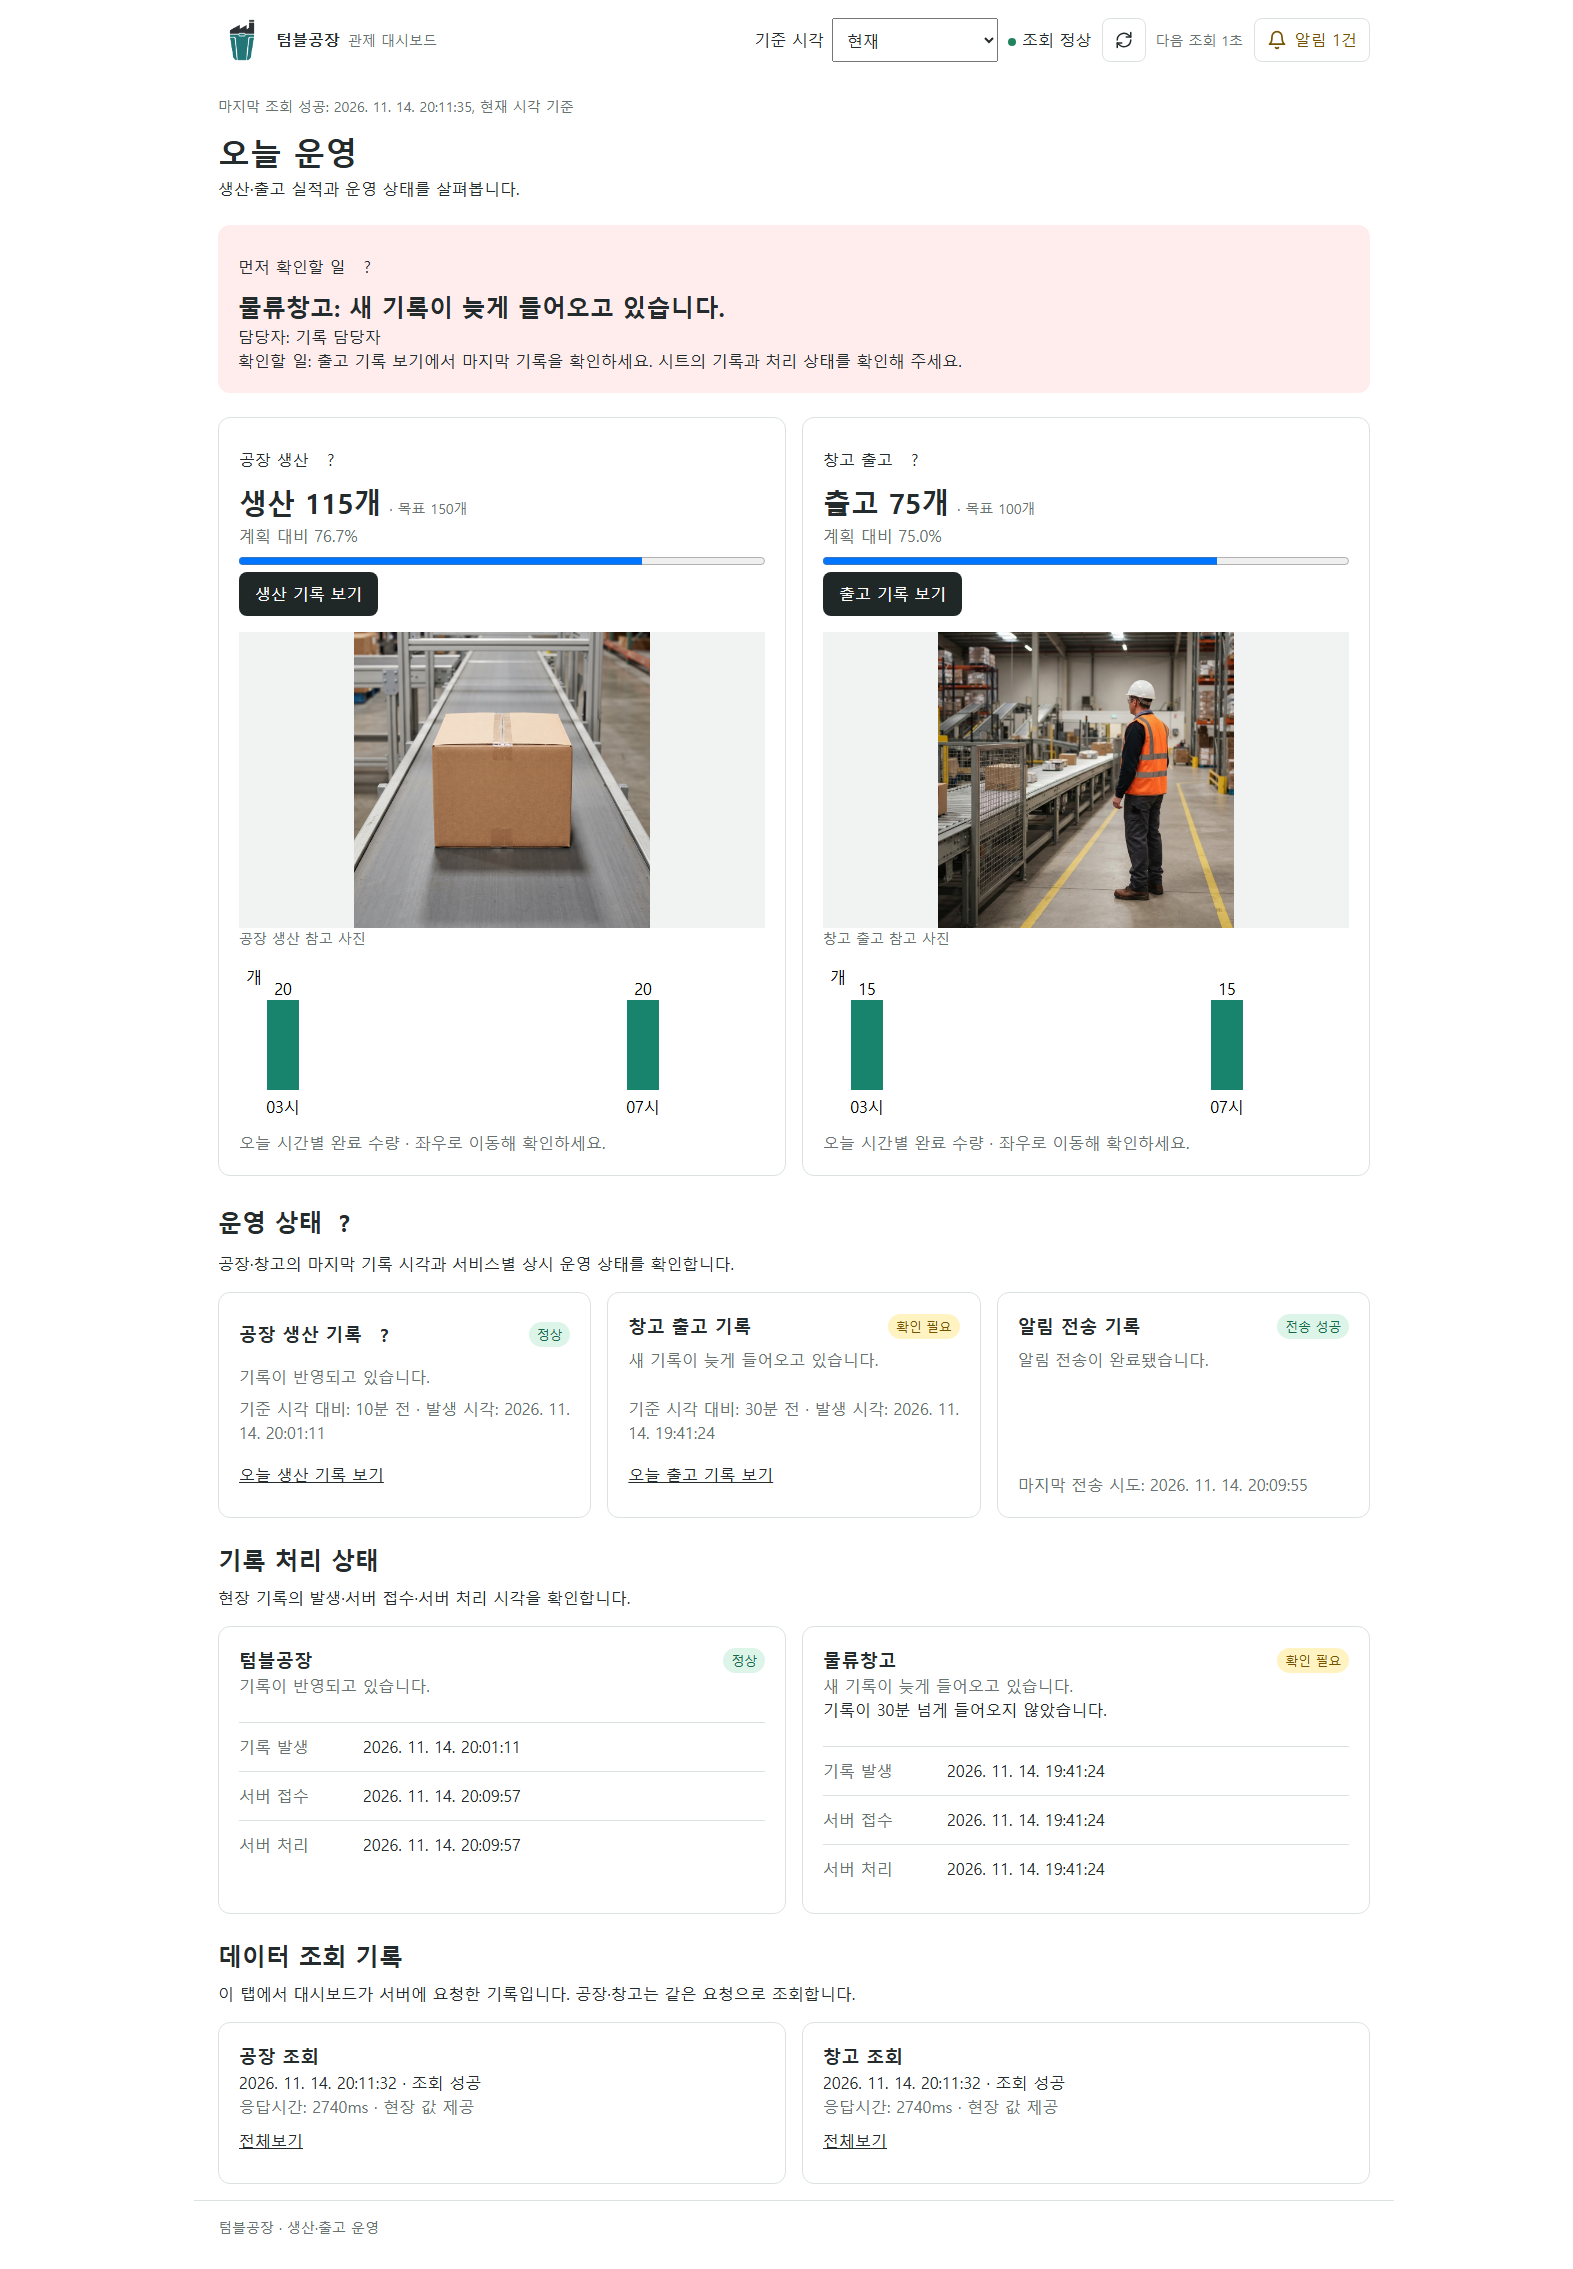 텀블공장 관제 대시보드
기준 시각 현재 조회 정상 다음 조회 1초 알림 1건
마지막 조회 성공: 2026. 11. 14. 20:11:35, 현재 시각 기준
오늘 운영
생산·출고 실적과 운영 상태를 살펴봅니다.
먼저 확인할 일 ?
물류창고: 새 기록이 늦게 들어오고 있습니다.
담당자: 기록 담당자
확인할 일: 출고 기록 보기에서 마지막 기록을 확인하세요. 시트의 기록과 처리 상태를 확인해 주세요.
공장 생산 ?
생산 115개 · 목표 150개
계획 대비 76.7%
생산 기록 보기
공장 생산 참고 사진
개
20 20
03시 07시
오늘 시간별 완료 수량 · 좌우로 이동해 확인하세요.
창고 출고 ?
출고 75개 · 목표 100개
계획 대비 75.0%
출고 기록 보기
창고 출고 참고 사진
개
15 15
03시 07시
오늘 시간별 완료 수량 · 좌우로 이동해 확인하세요.
운영 상태 ?
공장·창고의 마지막 기록 시각과 서비스별 상시 운영 상태를 확인합니다.
공장 생산 기록 ? 정상
기록이 반영되고 있습니다.
기준 시각 대비: 10분 전 · 발생 시각: 2026. 11.
14. 20:01:11
오늘 생산 기록 보기
창고 출고 기록 확인 필요
새 기록이 늦게 들어오고 있습니다.
기준 시각 대비: 30분 전 · 발생 시각: 2026. 11.
14. 19:41:24
오늘 출고 기록 보기
알림 전송 기록 전송 성공
알림 전송이 완료됐습니다.
마지막 전송 시도: 2026. 11. 14. 20:09:55
기록 처리 상태
현장 기록의 발생·서버 접수·서버 처리 시각을 확인합니다.
텀블공장 정상
기록이 반영되고 있습니다.
기록 발생 2026. 11. 14. 20:01:11
서버 접수 2026. 11. 14. 20:09:57
서버 처리 2026. 11. 14. 20:09:57
물류창고 확인 필요
새 기록이 늦게 들어오고 있습니다.
기록이 30분 넘게 들어오지 않았습니다.
기록 발생 2026. 11. 14. 19:41:24
서버 접수 2026. 11. 14. 19:41:24
서버 처리 2026. 11. 14. 19:41:24
데이터 조회 기록
이 탭에서 대시보드가 서버에 요청한 기록입니다. 공장·창고는 같은 요청으로 조회합니다.
공장 조회
2026. 11. 14. 20:11:32 · 조회 성공
응답시간: 2740ms · 현장 값 제공
전체보기
창고 조회
2026. 11. 14. 20:11:32 · 조회 성공
응답시간: 2740ms · 현장 값 제공
전체보기
텀블공장 · 생산·출고 운영